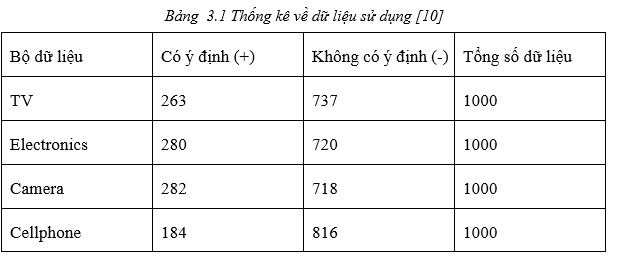 Bảng 3.1 Thống kê về dữ liệu sử dụng [10]
Bộ dữ liệu Có ý định (+) Không có ý định (-) Tổng số dữ liệu
TV 263 737 1000
Electronics 280 720 1000
Camera 282 718 1000
Cellphone 184 816 1000